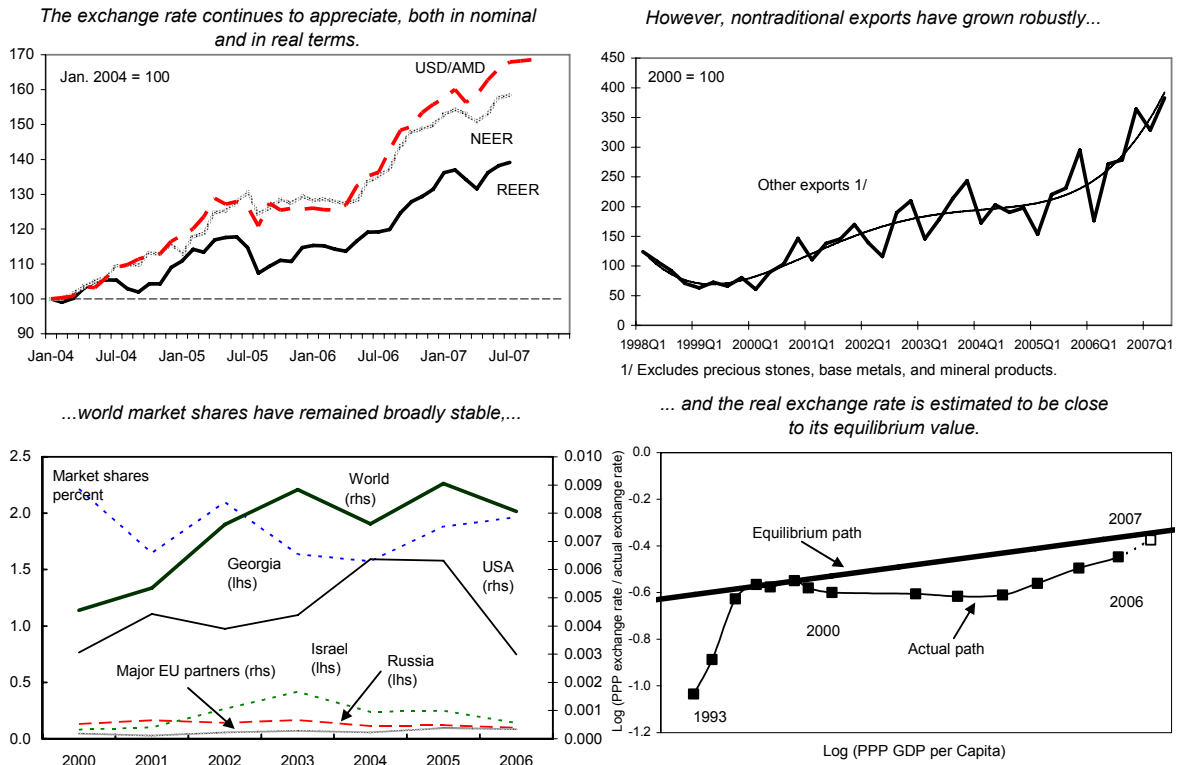 The exchange rate continues to appreciate, both in nominal
and in real terms.
170
160
150
140
130
120
110
100
90
Jan. 2004 = 100
USD/AMD
NEER
REER
Jan-04
Jul-04
Jan-05
Jul-05
Jan-06
Jul-06
Jan-07
Jul-07
However, nontraditional exports have grown robustly...
450
400
350
300
250
200
150
100
50
0
2000 = 100
Other exports 1/
1998Q1
1999Q1
2000Q1
2001Q1
2002Q1
2003Q1
2004Q1
2005Q1
2006Q1
2007Q1
1/ Excludes precious stones, base metals, and mineral products.
...world market shares have remained broadly stable,...
2.5
2.0
1.5
1.0
0.5
0.0
Market shares
percent
World
(rhs)
Georgia
(lhs)
USA
(rhs)
Israel
(lhs)
Major EU partners (rhs)
Russia
(lhs)
0.010
0.009
0.008
0.007
0.006
0.005
0.004
0.003
0.002
0.001
0.000
2000
2001
2002
2003
2004
2005
2006
... and the real exchange rate is estimated to be close
to its equilibrium value.
Log (PPP exchange rate / actual exchange rate)
0.0
-0.2
-0.4
-0.6
-0.8
-1.0
-1.2
2007
Equilibrium path
2006
2000
Actual path
1993
Log (PPP GDP per Capita)